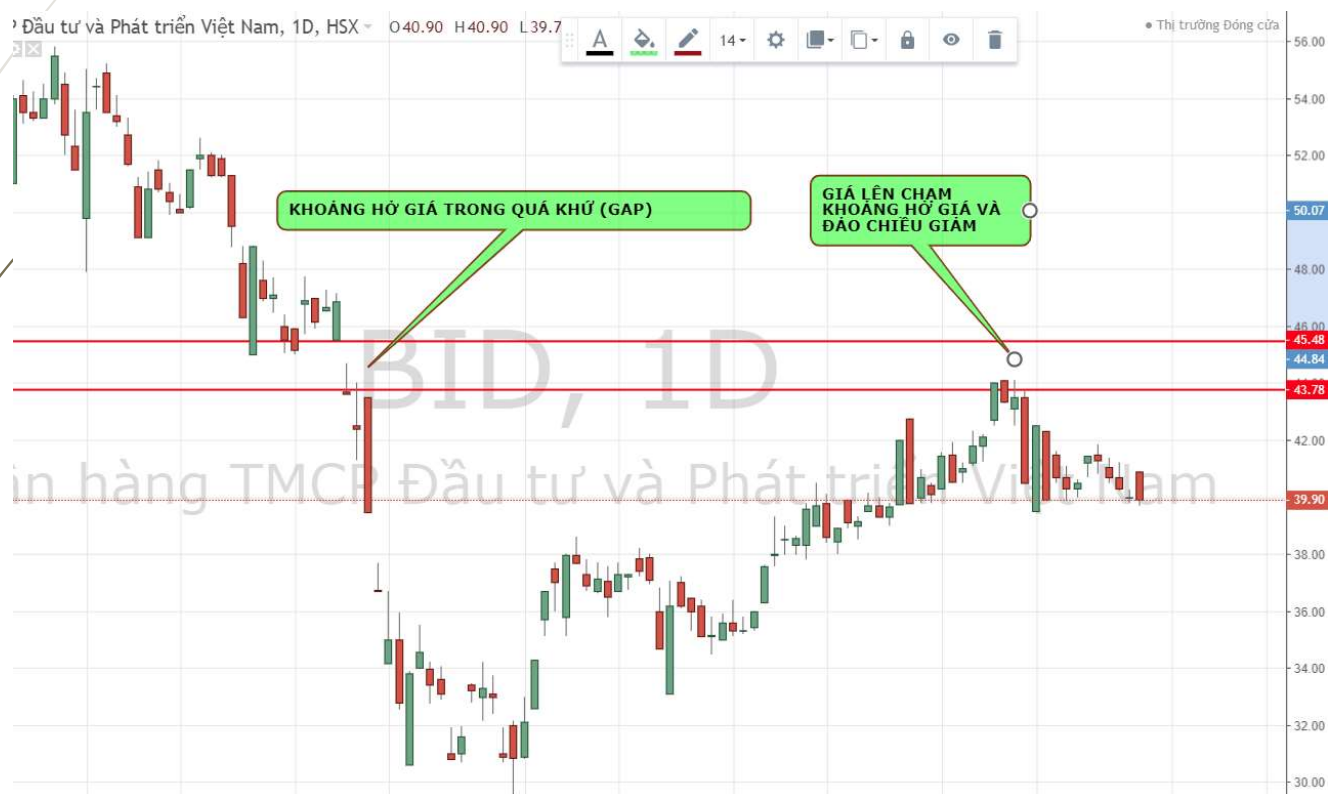 P Đầu tư và Phát triển Việt Nam, 1D, HSX O40.90 H40.90 L39.7
A
14
Thị trường Đóng cửa
56.00
54.00
52.00
KHOẢNG HỞ GIÁ TRONG QUÁ KHỨ (GAP)
GIÁ LÊN CHẠM
KHOẢNG HỞ GIÁ VÀ
ĐẢO CHIỀU GIẢM
50.07
48.00
46.00
45.48
44.84
43.78
BID, 1D
42.00
ân hàng TMCP Đầu tư và Phát triển Việt Nam
39.90
38.00
36.00
34.00
32.00
30.00